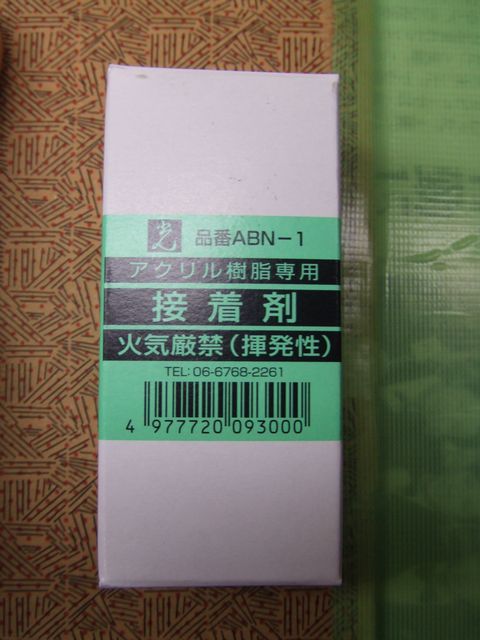 光 品番ABN-1
アクリル樹脂専用
接着剤
火気厳禁(揮発性)
TEL:06-6768-2261
4 977720 093000